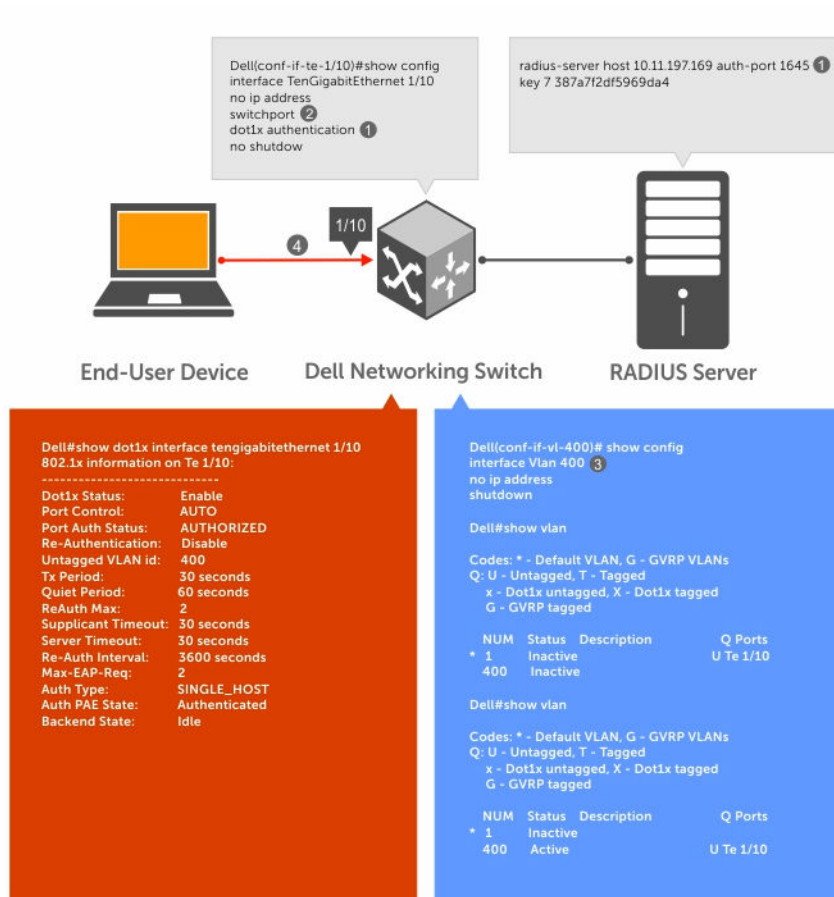 Dell(conf-if-te-1/10)#show config
interface TenGigabitEthernet 1/10
no ip address
switchport 2
dot1x authentication 1
no shutdow
radius-server host 10.11.197.169 auth-port 1645 1
key 7 387a7f2df5969da4
1/10
4
End-User Device
Dell Networking Switch
RADIUS Server
Dell#show dot1x interface tengigabitethernet 1/10
802.1x information on Te 1/10:
-----------------------------
Dot1x Status: Enable
Port Control: AUTO
Port Auth Status: AUTHORIZED
Re-Authentication: Disable
Untagged VLAN id: 400
Tx Period: 30 seconds
Quiet Period: 60 seconds
ReAuth Max: 2
Supplicant Timeout: 30 seconds
Server Timeout: 30 seconds
Re-Auth Interval: 3600 seconds
Max-EAP-Req: 2
Auth Type: SINGLE_HOST
Auth PAE State: Authenticated
Backend State: Idle
Dell(conf-if-vl-400)# show config
interface Vlan 400 3
no ip address
shutdown
Dell#show vlan
Codes: * - Default VLAN, G - GVRP VLANs
Q: U - Untagged, T - Tagged
x - Dot1x untagged, X - Dot1x tagged
G - GVRP tagged
NUM Status Description Q Ports
* 1 Inactive U Te 1/10
400 Inactive
Dell#show vlan
Codes: * - Default VLAN, G - GVRP VLANs
Q: U - Untagged, T - Tagged
x - Dot1x untagged, X - Dot1x tagged
G - GVRP tagged
NUM Status Description Q Ports
* 1 Inactive
400 Active U Te 1/10